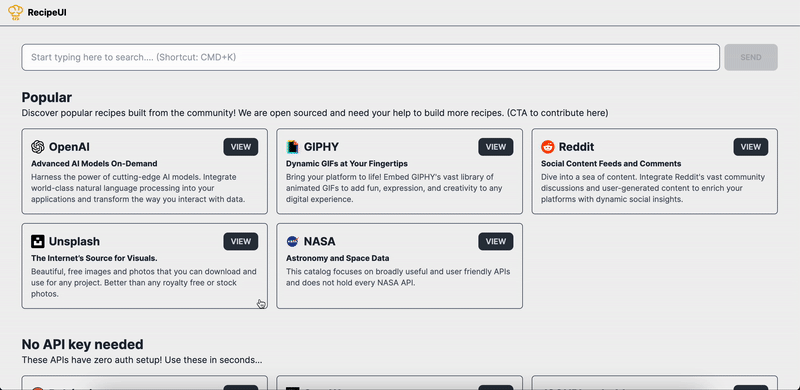 RecipeUI
Start typing here to search.... (Shortcut: CMD+K)
SEND
Popular
Discover popular recipes built from the community! We are open sourced and need your help to build more recipes. (CTA to contribute here)
OpenAI
VIEW
Advanced AI Models On-Demand
Harness the power of cutting-edge AI models. Integrate
world-class natural language processing into your
applications and transform the way you interact with data.
GIPHY
VIEW
Dynamic GIFs at Your Fingertips
Bring your platform to life! Embed GIPHY's vast library of
animated GIFs to add fun, expression, and creativity to any
digital experience.
Reddit
VIEW
Social Content Feeds and Comments
Dive into a sea of content. Integrate Reddit's vast community
discussions and user-generated content to enrich your
platforms with dynamic social insights.
Unsplash
VIEW
The Internet's Source for Visuals.
Beautiful, free images and photos that you can download and
use for any project. Better than any royalty free or stock
photos.
NASA
VIEW
Astronomy and Space Data
This catalog focuses on broadly useful and user friendly APIs
and does not hold every NASA API.
No API key needed
These APIs have zero auth setup! Use these in seconds...
VIEW
VIEW
VIEW